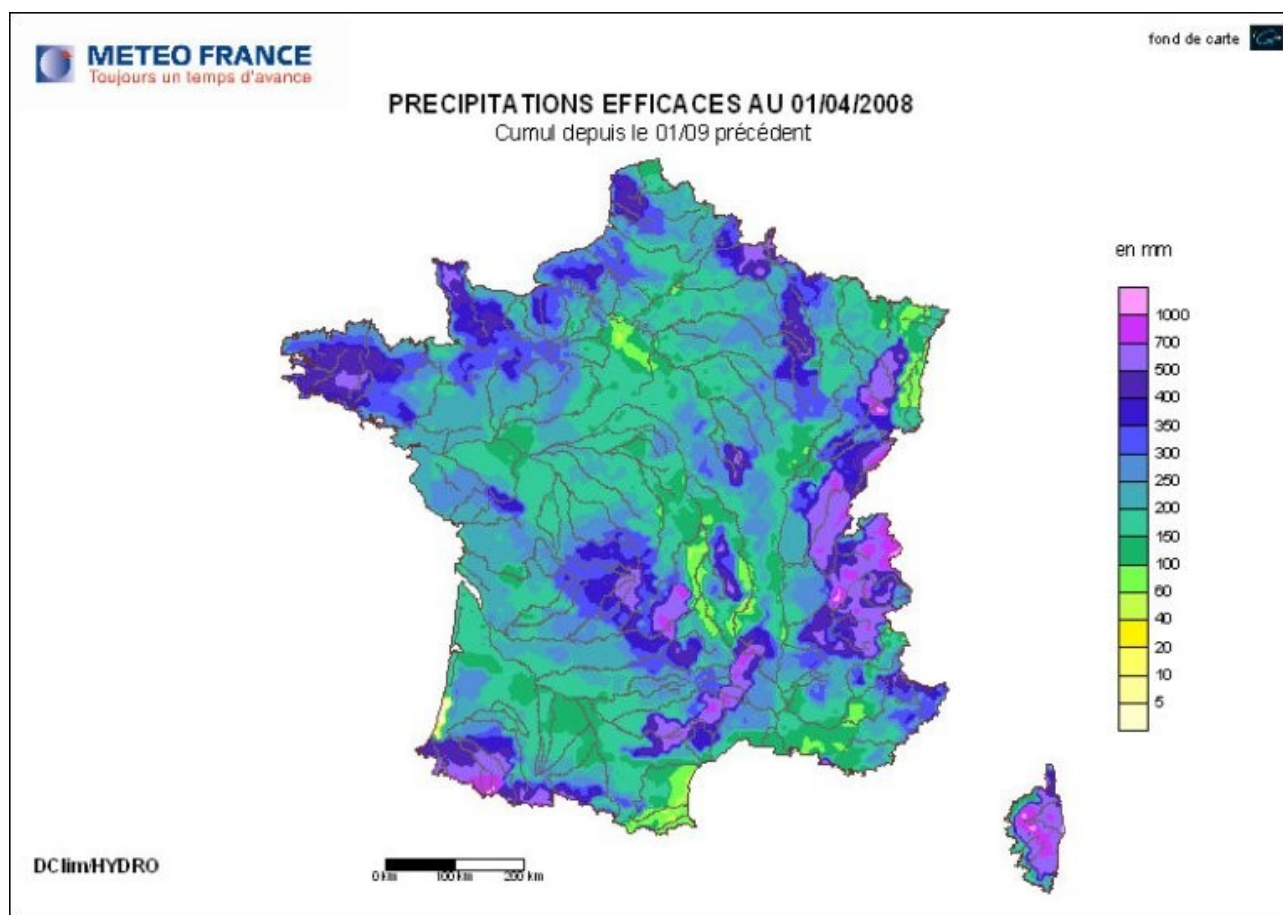 METEO FRANCE
Toujours un temps d'avance
fond de carte
PRECIPITATIONS EFFICACES AU 01/04/2008
Cumul depuis le 01/09 précédent
en mm
1000
700
500
400
350
300
250
200
150
100
60
40
20
10
5
DClim/HYDRO
0 km 100 km 200 km